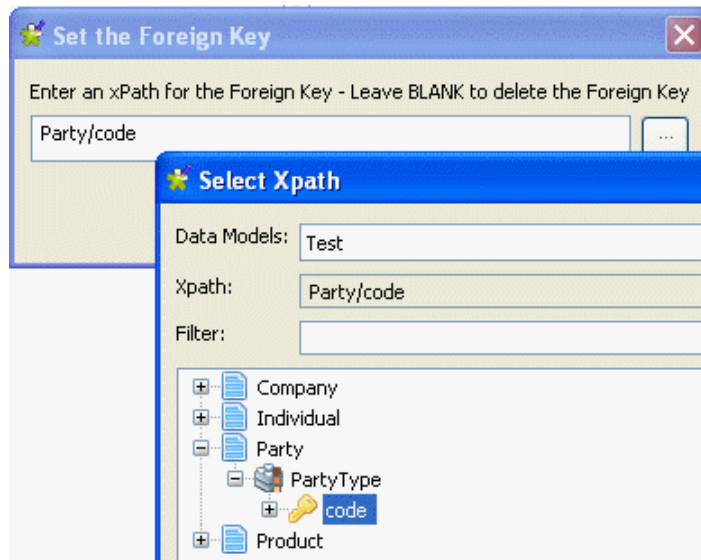 Set the Foreign Key
Enter an xPath for the Foreign Key - Leave BLANK to delete the Foreign Key
Party/code
...
Select Xpath
Data Models: Test
Xpath: Party/code
Filter:
Company
Individual
Party
PartyType
code
Product